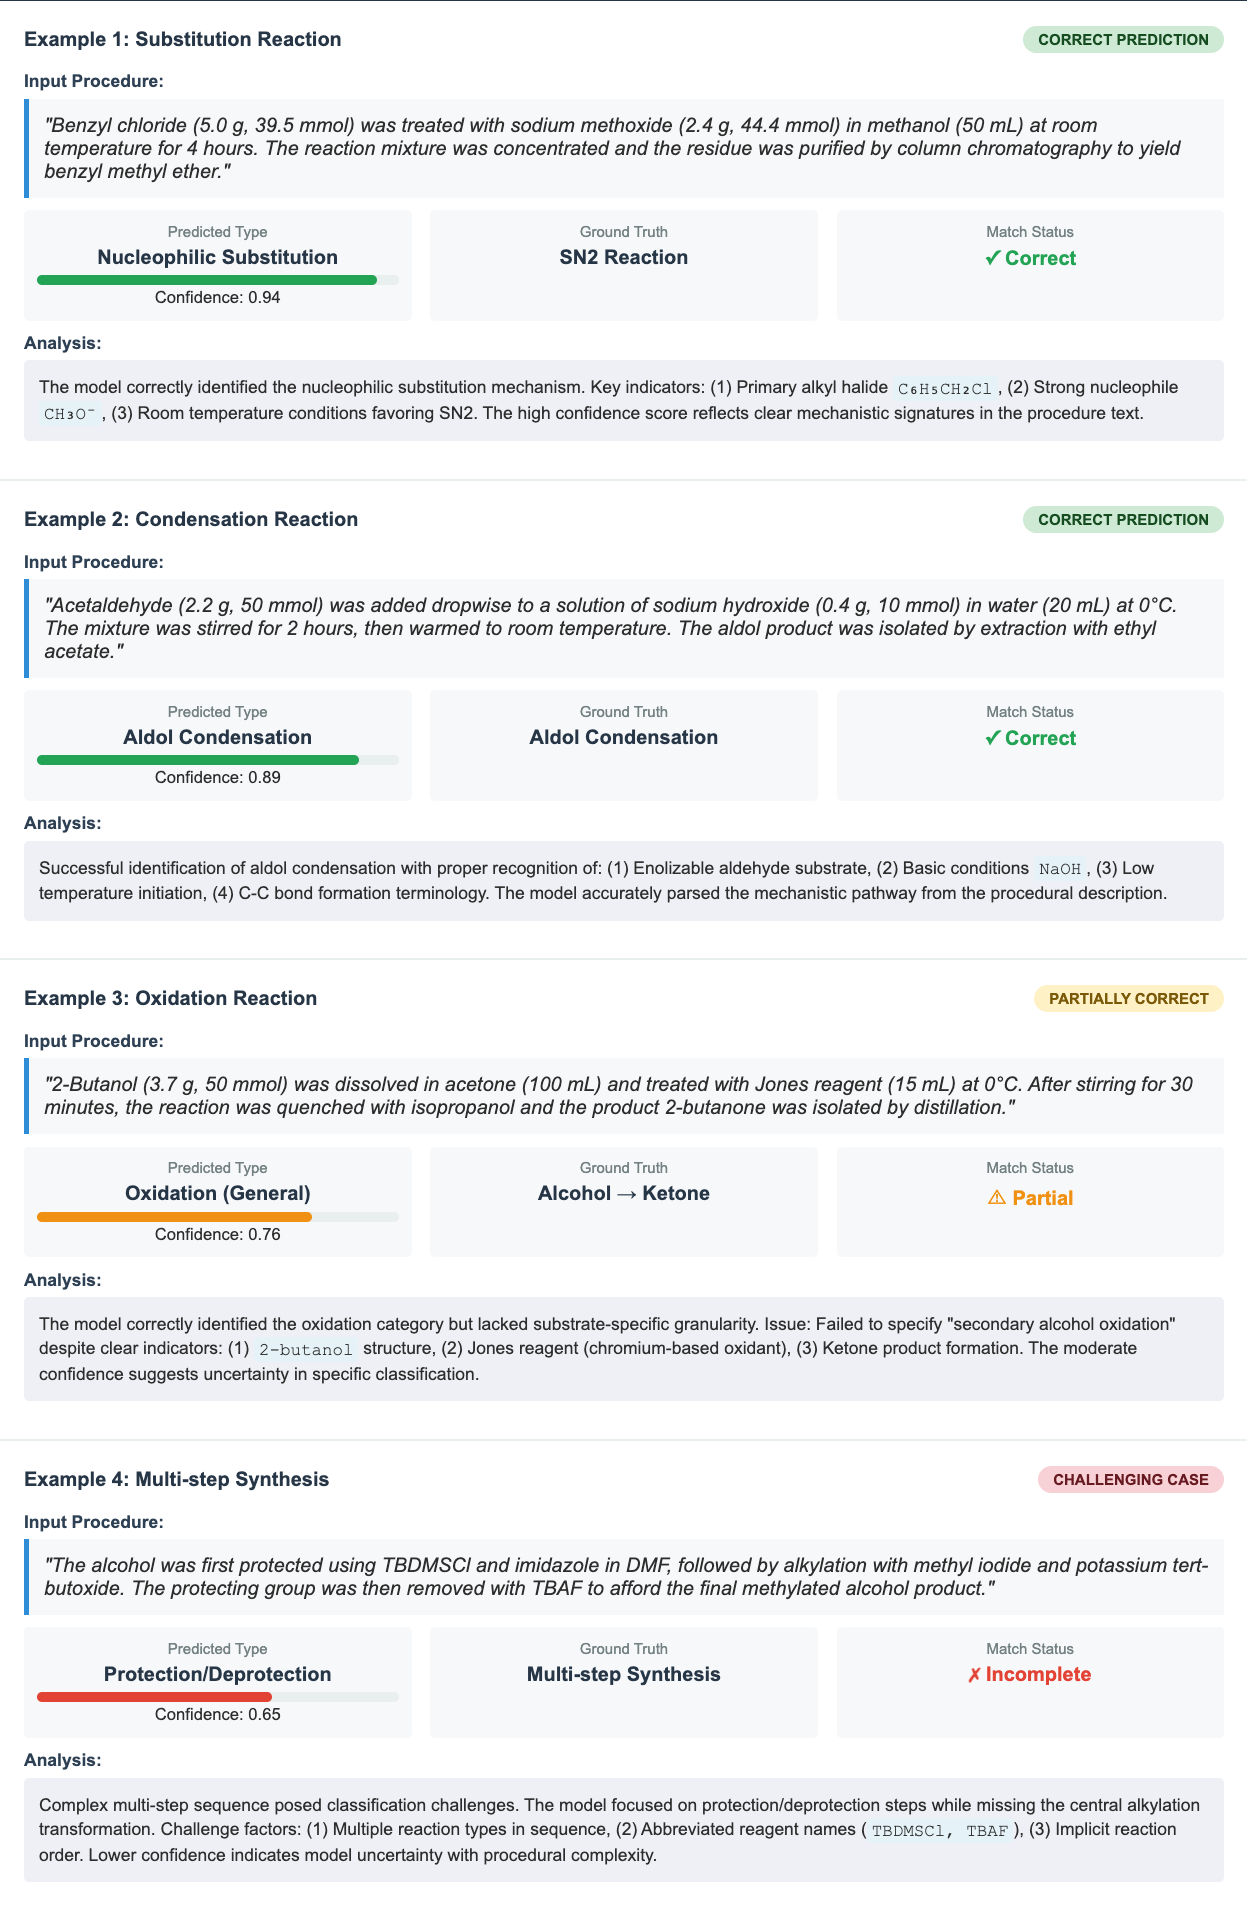 Example 1: Substitution Reaction
CORRECT PREDICTION
Input Procedure:
"Benzyl chloride (5.0 g, 39.5 mmol) was treated with sodium methoxide (2.4 g, 44.4 mmol) in methanol (50 mL) at room
temperature for 4 hours. The reaction mixture was concentrated and the residue was purified by column chromatography to yield
benzyl methyl ether."
Predicted Type
Nucleophilic Substitution
Confidence: 0.94
Ground Truth
SN2 Reaction
Match Status
✓ Correct
Analysis:
The model correctly identified the nucleophilic substitution mechanism. Key indicators: (1) Primary alkyl halide C₆H₅CH₂Cl , (2) Strong nucleophile
CH₃O⁻ , (3) Room temperature conditions favoring SN2. The high confidence score reflects clear mechanistic signatures in the procedure text.
Example 2: Condensation Reaction
CORRECT PREDICTION
Input Procedure:
"Acetaldehyde (2.2 g, 50 mmol) was added dropwise to a solution of sodium hydroxide (0.4 g, 10 mmol) in water (20 mL) at 0°C.
The mixture was stirred for 2 hours, then warmed to room temperature. The aldol product was isolated by extraction with ethyl
acetate."
Predicted Type
Aldol Condensation
Confidence: 0.89
Ground Truth
Aldol Condensation
Match Status
✓ Correct
Analysis:
Successful identification of aldol condensation with proper recognition of: (1) Enolizable aldehyde substrate, (2) Basic conditions NaOH , (3) Low
temperature initiation, (4) C-C bond formation terminology. The model accurately parsed the mechanistic pathway from the procedural description.
Example 3: Oxidation Reaction
PARTIALLY CORRECT
Input Procedure:
"2-Butanol (3.7 g, 50 mmol) was dissolved in acetone (100 mL) and treated with Jones reagent (15 mL) at 0°C. After stirring for 30
minutes, the reaction was quenched with isopropanol and the product 2-butanone was isolated by distillation."
Predicted Type
Oxidation (General)
Confidence: 0.76
Ground Truth
Alcohol → Ketone
Match Status
⚠ Partial
Analysis:
The model correctly identified the oxidation category but lacked substrate-specific granularity. Issue: Failed to specify "secondary alcohol oxidation"
despite clear indicators: (1) 2-butanol structure, (2) Jones reagent (chromium-based oxidant), (3) Ketone product formation. The moderate
confidence suggests uncertainty in specific classification.
Example 4: Multi-step Synthesis
CHALLENGING CASE
Input Procedure:
"The alcohol was first protected using TBDMSCl and imidazole in DMF, followed by alkylation with methyl iodide and potassium tert-
butoxide. The protecting group was then removed with TBAF to afford the final methylated alcohol product."
Predicted Type
Protection/Deprotection
Confidence: 0.65
Ground Truth
Multi-step Synthesis
Match Status
✗ Incomplete
Analysis:
Complex multi-step sequence posed classification challenges. The model focused on protection/deprotection steps while missing the central alkylation
transformation. Challenge factors: (1) Multiple reaction types in sequence, (2) Abbreviated reagent names ( TBDMSCl, TBAF ), (3) Implicit reaction
order. Lower confidence indicates model uncertainty with procedural complexity.